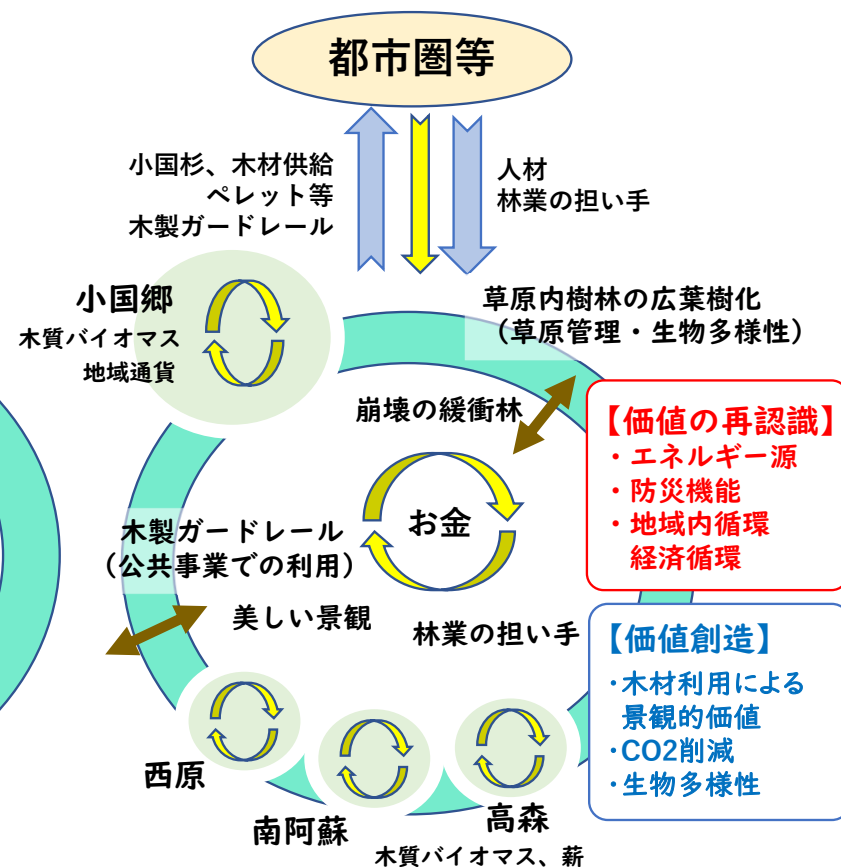 都市圏等
小国杉、木材供給
ペレット等
木製ガードレール
人材
林業の担い手
小国郷
木質バイオマス
地域通貨
草原内樹林の広葉樹化
（草原管理・生物多様性）
崩壊の緩衝林
【価値の再認識】
・エネルギー源
・防災機能
・地域内循環
経済循環
お金
木製ガードレール
（公共事業での利用）
美しい景観
林業の担い手
【価値創造】
・木材利用による
景観的価値
・CO2削減
・生物多様性
西原
南阿蘇
高森
木質バイオマス、薪